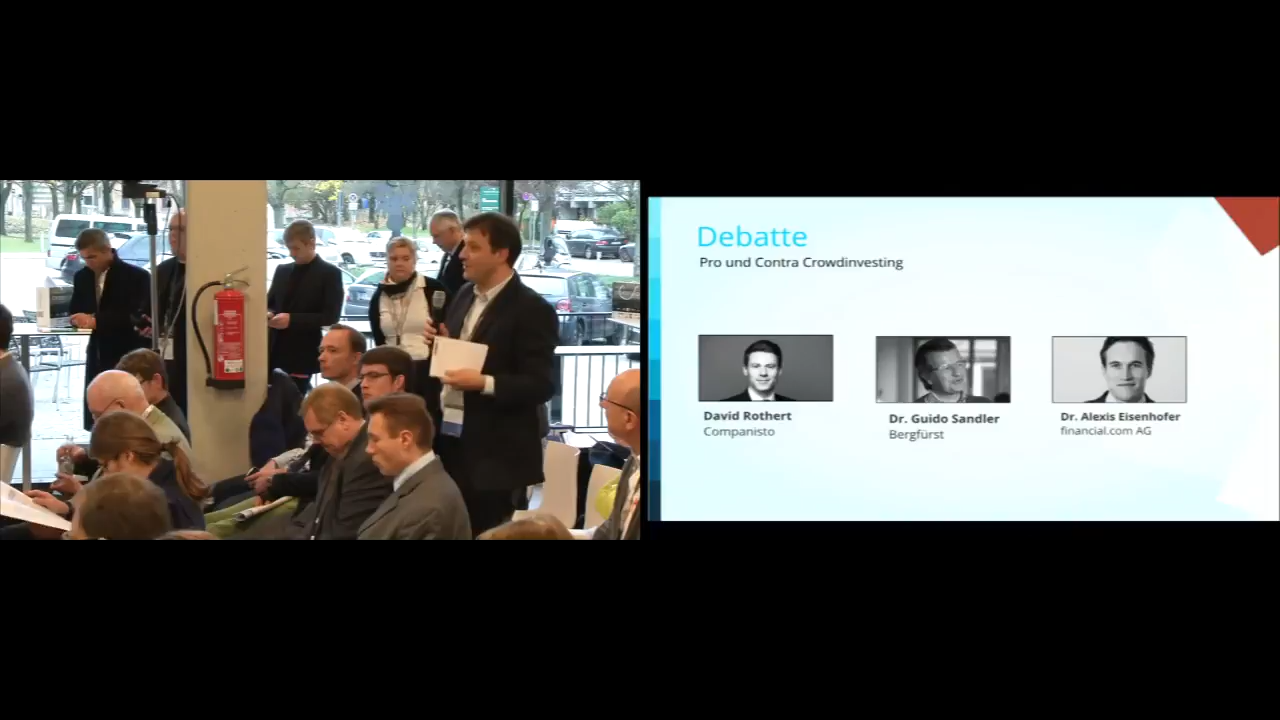 Debatte
Pro und Contra Crowdinvesting
David Rothert
Companisto
Dr. Guido Sandler
Bergfürst
Dr. Alexis Eisenhofer
financial.com AG